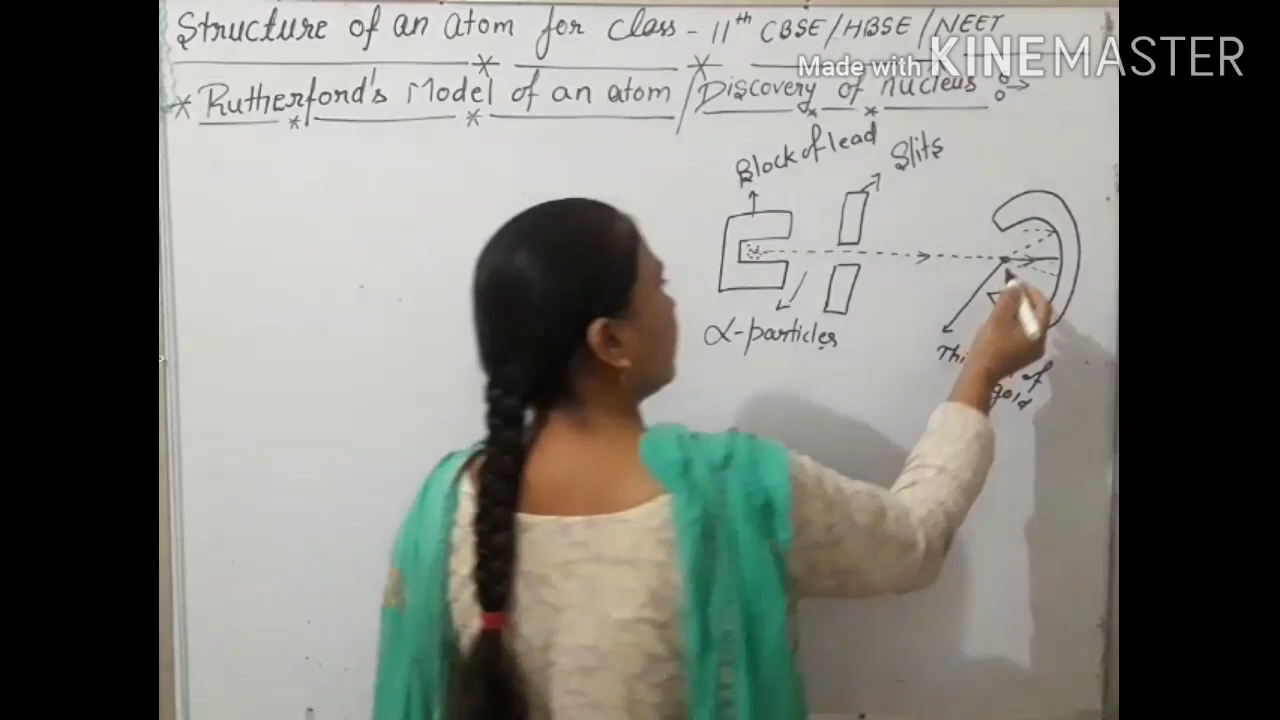 Structure of an atom for class - 11th CBSE/HBSE/NEET
Made with KINEMASTER
* Rutherford's Model of an atom / Discovery of nucleus :→
Block of lead
Slits
α-particles
of
gold